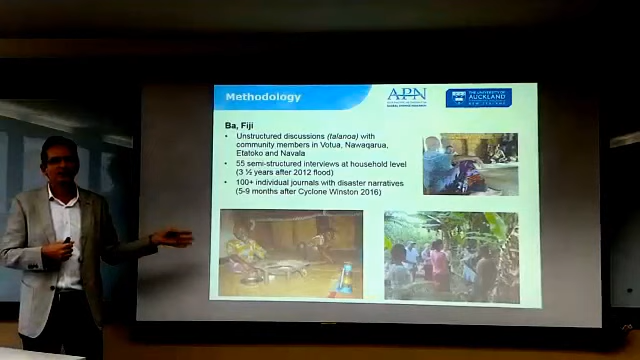 Methodology
APN
THE UNIVERSITY OF
AUCKLAND
NEW ZEALAND
Ba, Fiji
• Unstructured discussions (talanoa) with
community members in Votua, Nawaqarua,
Etatoko and Navala
• 55 semi-structured interviews at household level
(3 ½ years after 2012 flood)
• 100+ individual journals with disaster narratives
(5-9 months after Cyclone Winston 2016)